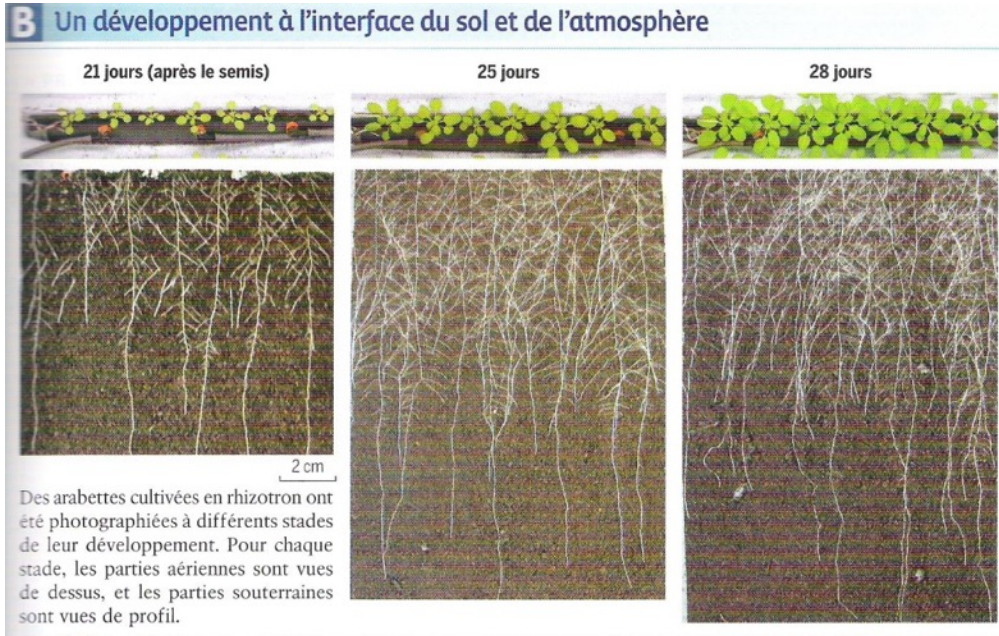 B Un développement à l'interface du sol et de l'atmosphère
21 jours (après le semis)
25 jours
28 jours
2 cm
Des arabettes cultivées en rhizotron ont
été photographiées à différents stades
de leur développement. Pour chaque
stade, les parties aériennes sont vues
de dessus, et les parties souterraines
sont vues de profil.